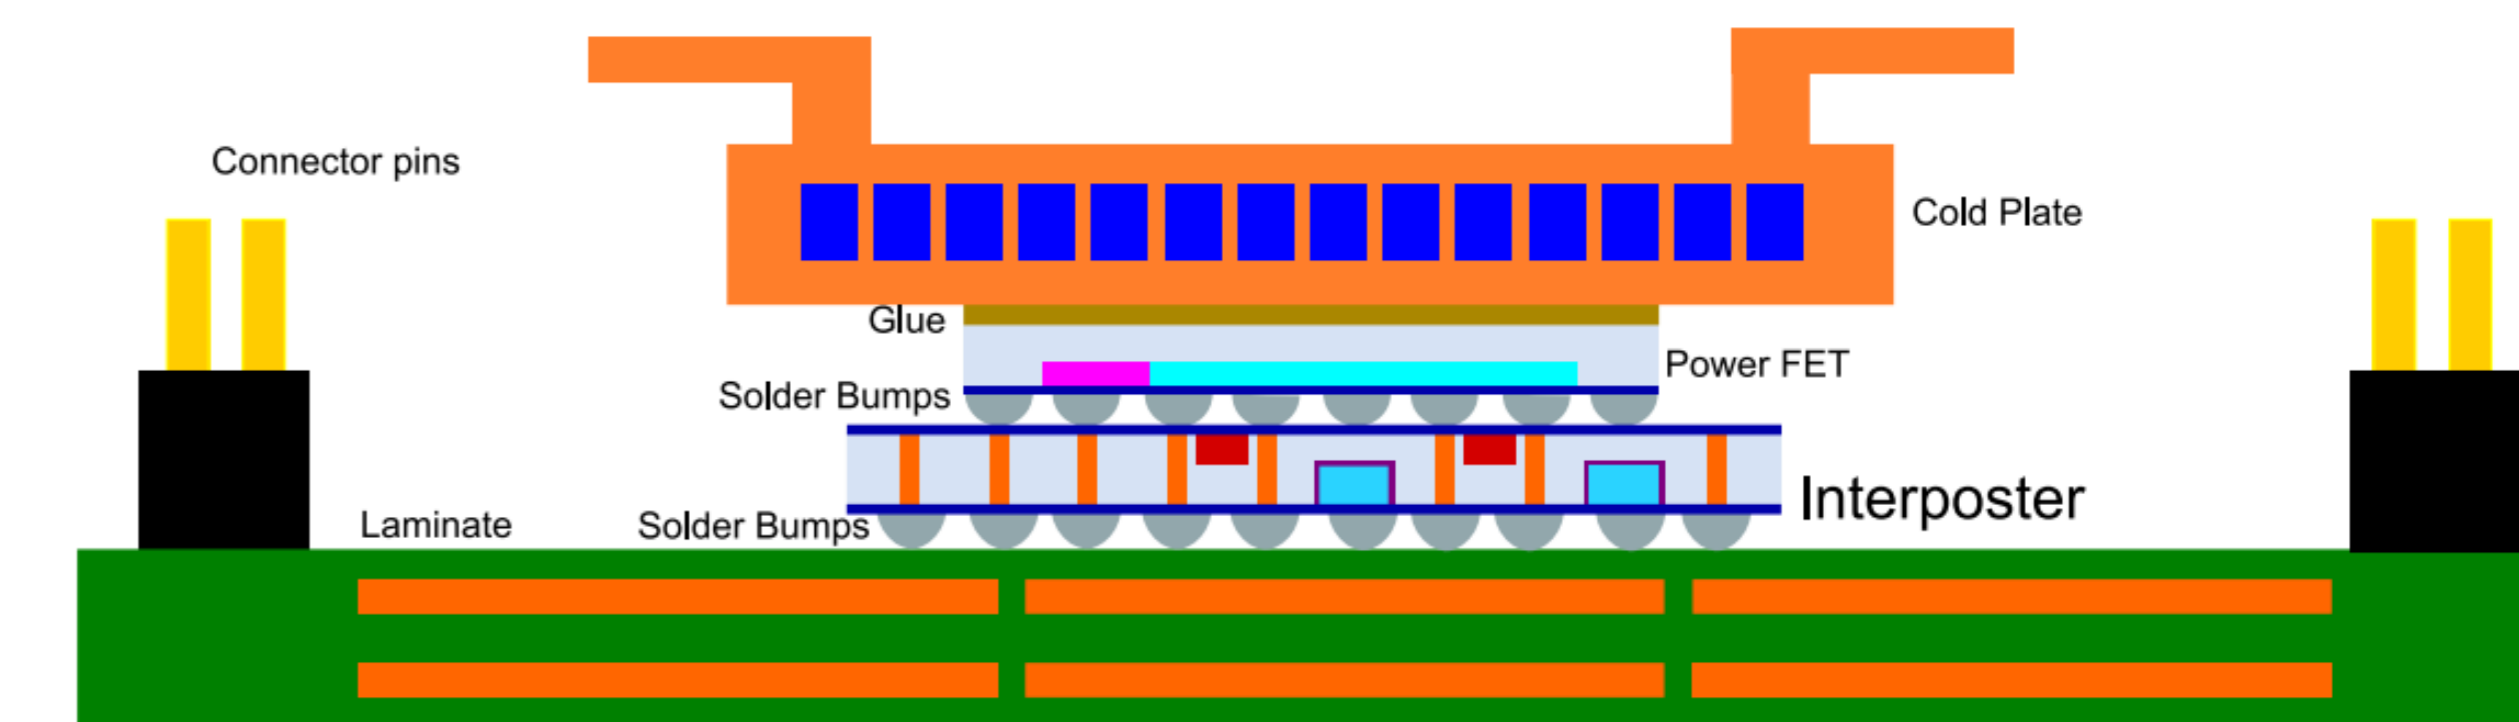 Connector pins
Cold Plate
Glue
Power FET
Solder Bumps
Interposter
Laminate
Solder Bumps